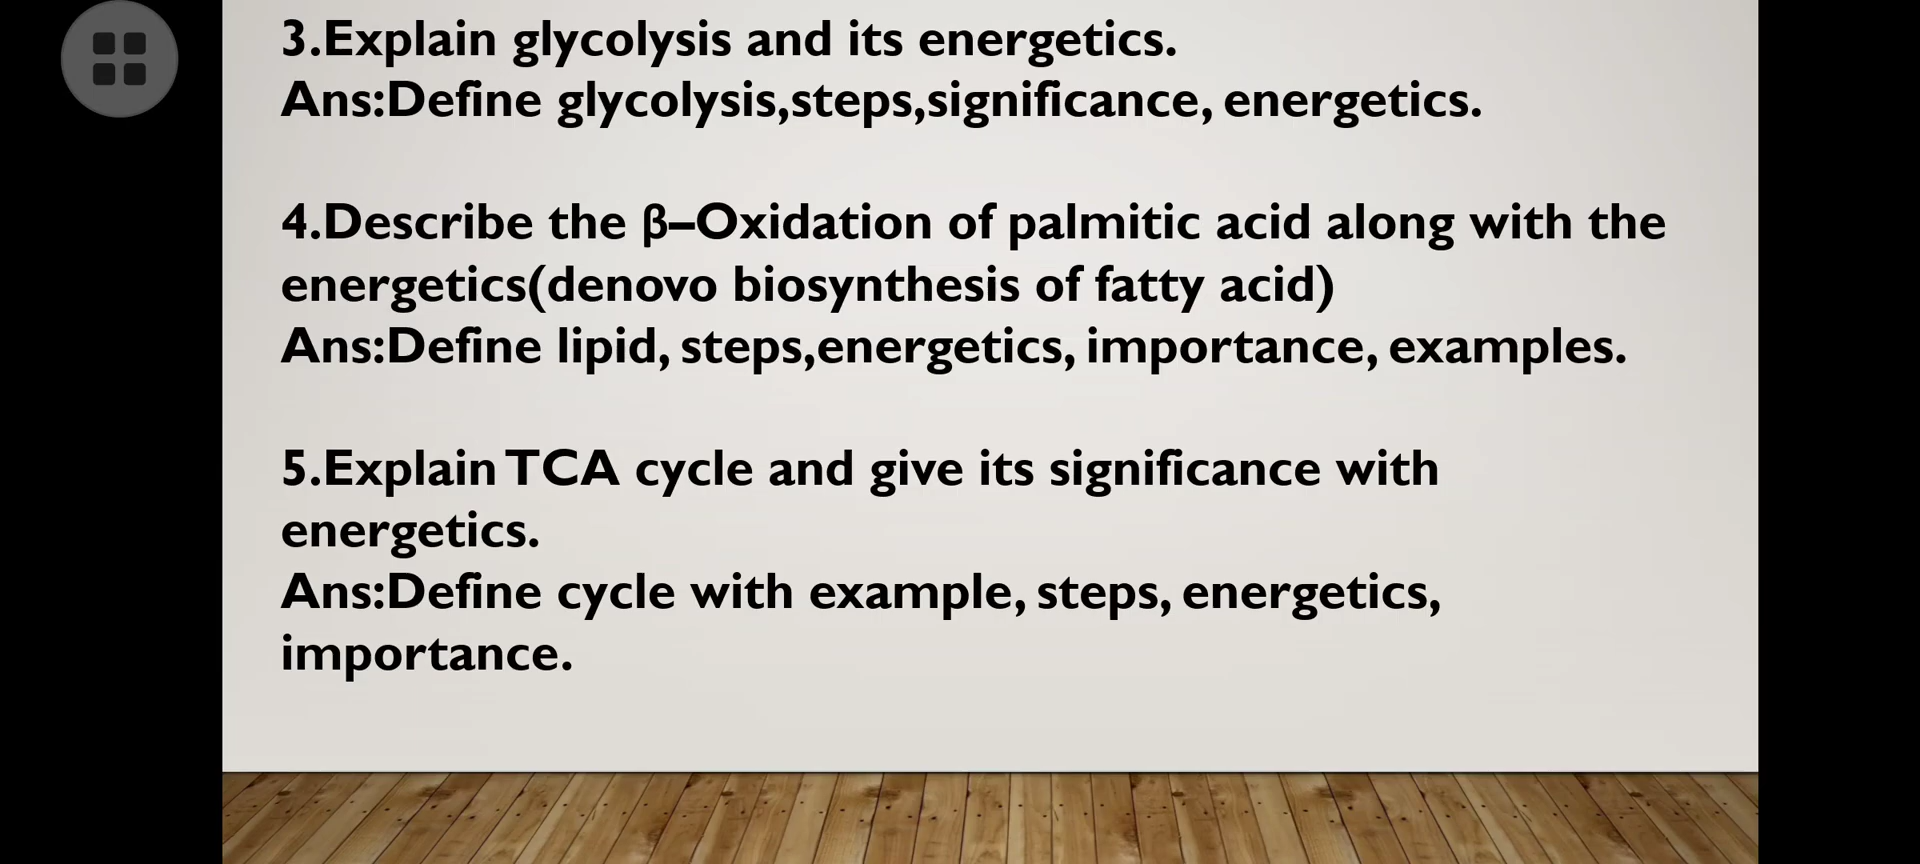 3.Explain glycolysis and its energetics.
Ans:Define glycolysis,steps,significance, energetics.
4.Describe the β–Oxidation of palmitic acid along with the
energetics(denovo biosynthesis of fatty acid)
Ans:Define lipid, steps,energetics, importance, examples.
5.Explain TCA cycle and give its significance with
energetics.
Ans:Define cycle with example, steps, energetics,
importance.